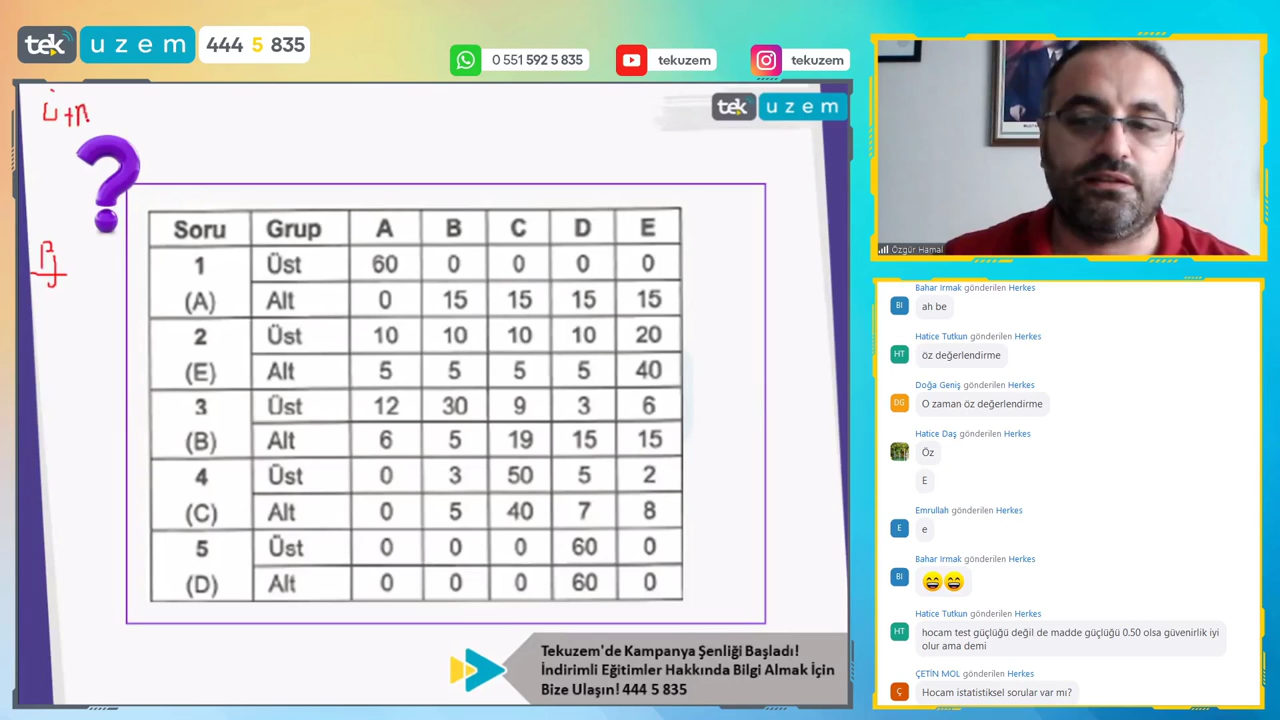 tek uzem 444 5 835
0 551 592 5 835
tekuzem
tekuzem
tek uzem
Ü+n
Pj
Soru Grup A B C D E
1 Üst 60 0 0 0 0
(A) Alt 0 15 15 15 15
2 Üst 10 10 10 10 20
(E) Alt 5 5 5 5 40
3 Üst 12 30 9 3 6
(B) Alt 6 5 19 15 15
4 Üst 0 3 50 5 2
(C) Alt 0 5 40 7 8
5 Üst 0 0 0 60 0
(D) Alt 0 0 0 60 0
Tekuzem'de Kampanya Şenliği Başladı!
İndirimli Eğitimler Hakkında Bilgi Almak İçin
Bize Ulaşın! 444 5 835
Özgür Hamal
Bahar Irmak gönderilen Herkes
BI ah be
Hatice Tutkun gönderilen Herkes
HT öz değerlendirme
Doğa Geniş gönderilen Herkes
DG O zaman öz değerlendirme
Hatice Daş gönderilen Herkes
Öz
E
Emrullah gönderilen Herkes
E e
Bahar Irmak gönderilen Herkes
BI 😄😄
Hatice Tutkun gönderilen Herkes
HT hocam test güçlüğü değil de madde güçlüğü 0.50 olsa güvenirlik iyi
olur ama demi
ÇETİN MOL gönderilen Herkes
Ç Hocam istatistiksel sorular var mı?